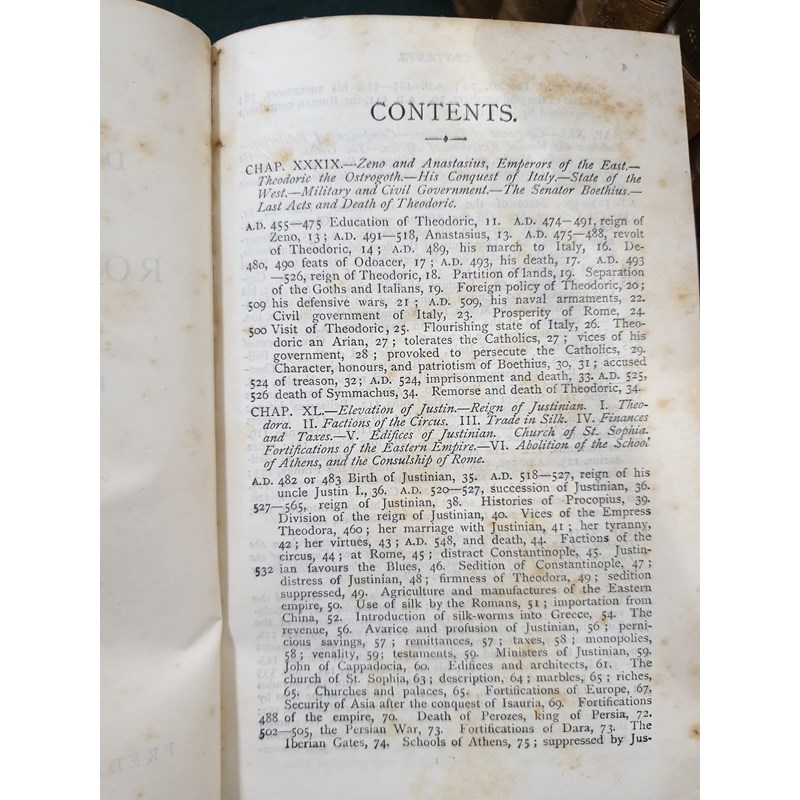 CONTENTS.
CHAP. XXXIX.—Zeno and Anastasius, Emperors of the East.—
Theodoric the Ostrogoth.—His Conquest of Italy.—State of the
West.—Military and Civil Government.—The Senator Boethius.—
Last Acts and Death of Theodoric.
A.D. 455—475 Education of Theodoric, 11. A.D. 474—491, reign of
Zeno, 13; A.D. 491—518, Anastasius, 13. A.D. 475—488, revolt
of Theodoric, 14; A.D. 489, his march to Italy, 16. De-
480, 490 feats of Odoacer, 17; A.D. 493, his death, 17. A.D. 493
—526, reign of Theodoric, 18. Partition of lands, 19. Separation
of the Goths and Italians, 19. Foreign policy of Theodoric, 20;
509 his defensive wars, 21; A.D. 509, his naval armaments, 22.
Civil government of Italy, 23. Prosperity of Rome, 24.
500 Visit of Theodoric, 25. Flourishing state of Italy, 26. Theo-
doric an Arian, 27; tolerates the Catholics, 27; vices of his
government, 28; provoked to persecute the Catholics, 29.
Character, honours, and patriotism of Boethius, 30, 31; accused
524 of treason, 32; A.D. 524, imprisonment and death, 33. A.D. 525,
526 death of Symmachus, 34. Remorse and death of Theodoric, 34.
CHAP. XL.—Elevation of Justin.—Reign of Justinian. I. Theo-
dora. II. Factions of the Circus. III. Trade in Silk. IV. Finances
and Taxes.—V. Edifices of Justinian. Church of St. Sophia.
Fortifications of the Eastern Empire.—VI. Abolition of the School
of Athens, and the Consulship of Rome.
A.D. 482 or 483 Birth of Justinian, 35. A.D. 518—527, reign of his
uncle Justin I., 36. A.D. 520—527, succession of Justinian, 36.
527—565, reign of Justinian, 38. Histories of Procopius, 39.
Division of the reign of Justinian, 40. Vices of the Empress
Theodora, 460; her marriage with Justinian, 41; her tyranny,
42; her virtues, 43; A.D. 548, and death, 44. Factions of the
circus, 44; at Rome, 45; distract Constantinople, 45. Justin-
532 ian favours the Blues, 46. Sedition of Constantinople, 47;
distress of Justinian, 48; firmness of Theodora, 49; sedition
suppressed, 49. Agriculture and manufactures of the Eastern
empire, 50. Use of silk by the Romans, 51; importation from
China, 52. Introduction of silk-worms into Greece, 54. The
revenue, 56. Avarice and profusion of Justinian, 56; perni-
cious savings, 57; remittances, 57; taxes, 58; monopolies,
58; venality, 59; testaments, 59. Ministers of Justinian, 59.
John of Cappadocia, 60. Edifices and architects, 61. The
church of St. Sophia, 63; description, 64; marbles, 65; riches,
65. Churches and palaces, 65. Fortifications of Europe, 67,
Security of Asia after the conquest of Isauria, 69. Fortifications
488 of the empire, 70. Death of Perozes, king of Persia, 72.
502—505, the Persian War, 73. Fortifications of Dara, 73. The
Iberian Gates, 74. Schools of Athens, 75; suppressed by Jus-